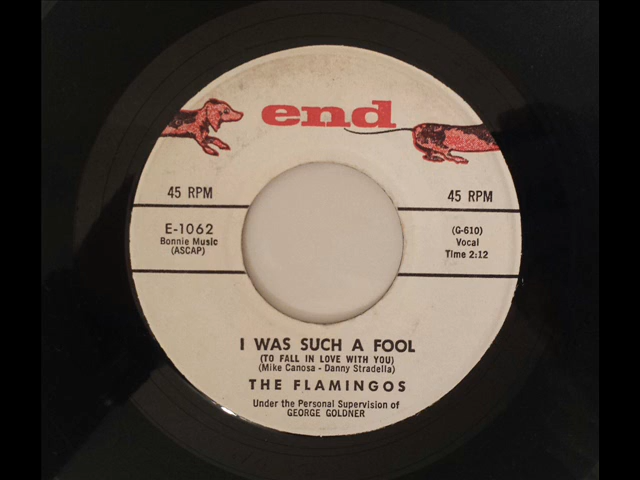 end
45 RPM
45 RPM
E-1062
Bonnie Music
(ASCAP)
(G-610)
Vocal
Time 2:12
I WAS SUCH A FOOL
(TO FALL IN LOVE WITH YOU)
(Mike Canosa - Danny Stradella)
THE FLAMINGOS
Under the Personal Supervision of
GEORGE GOLDNER